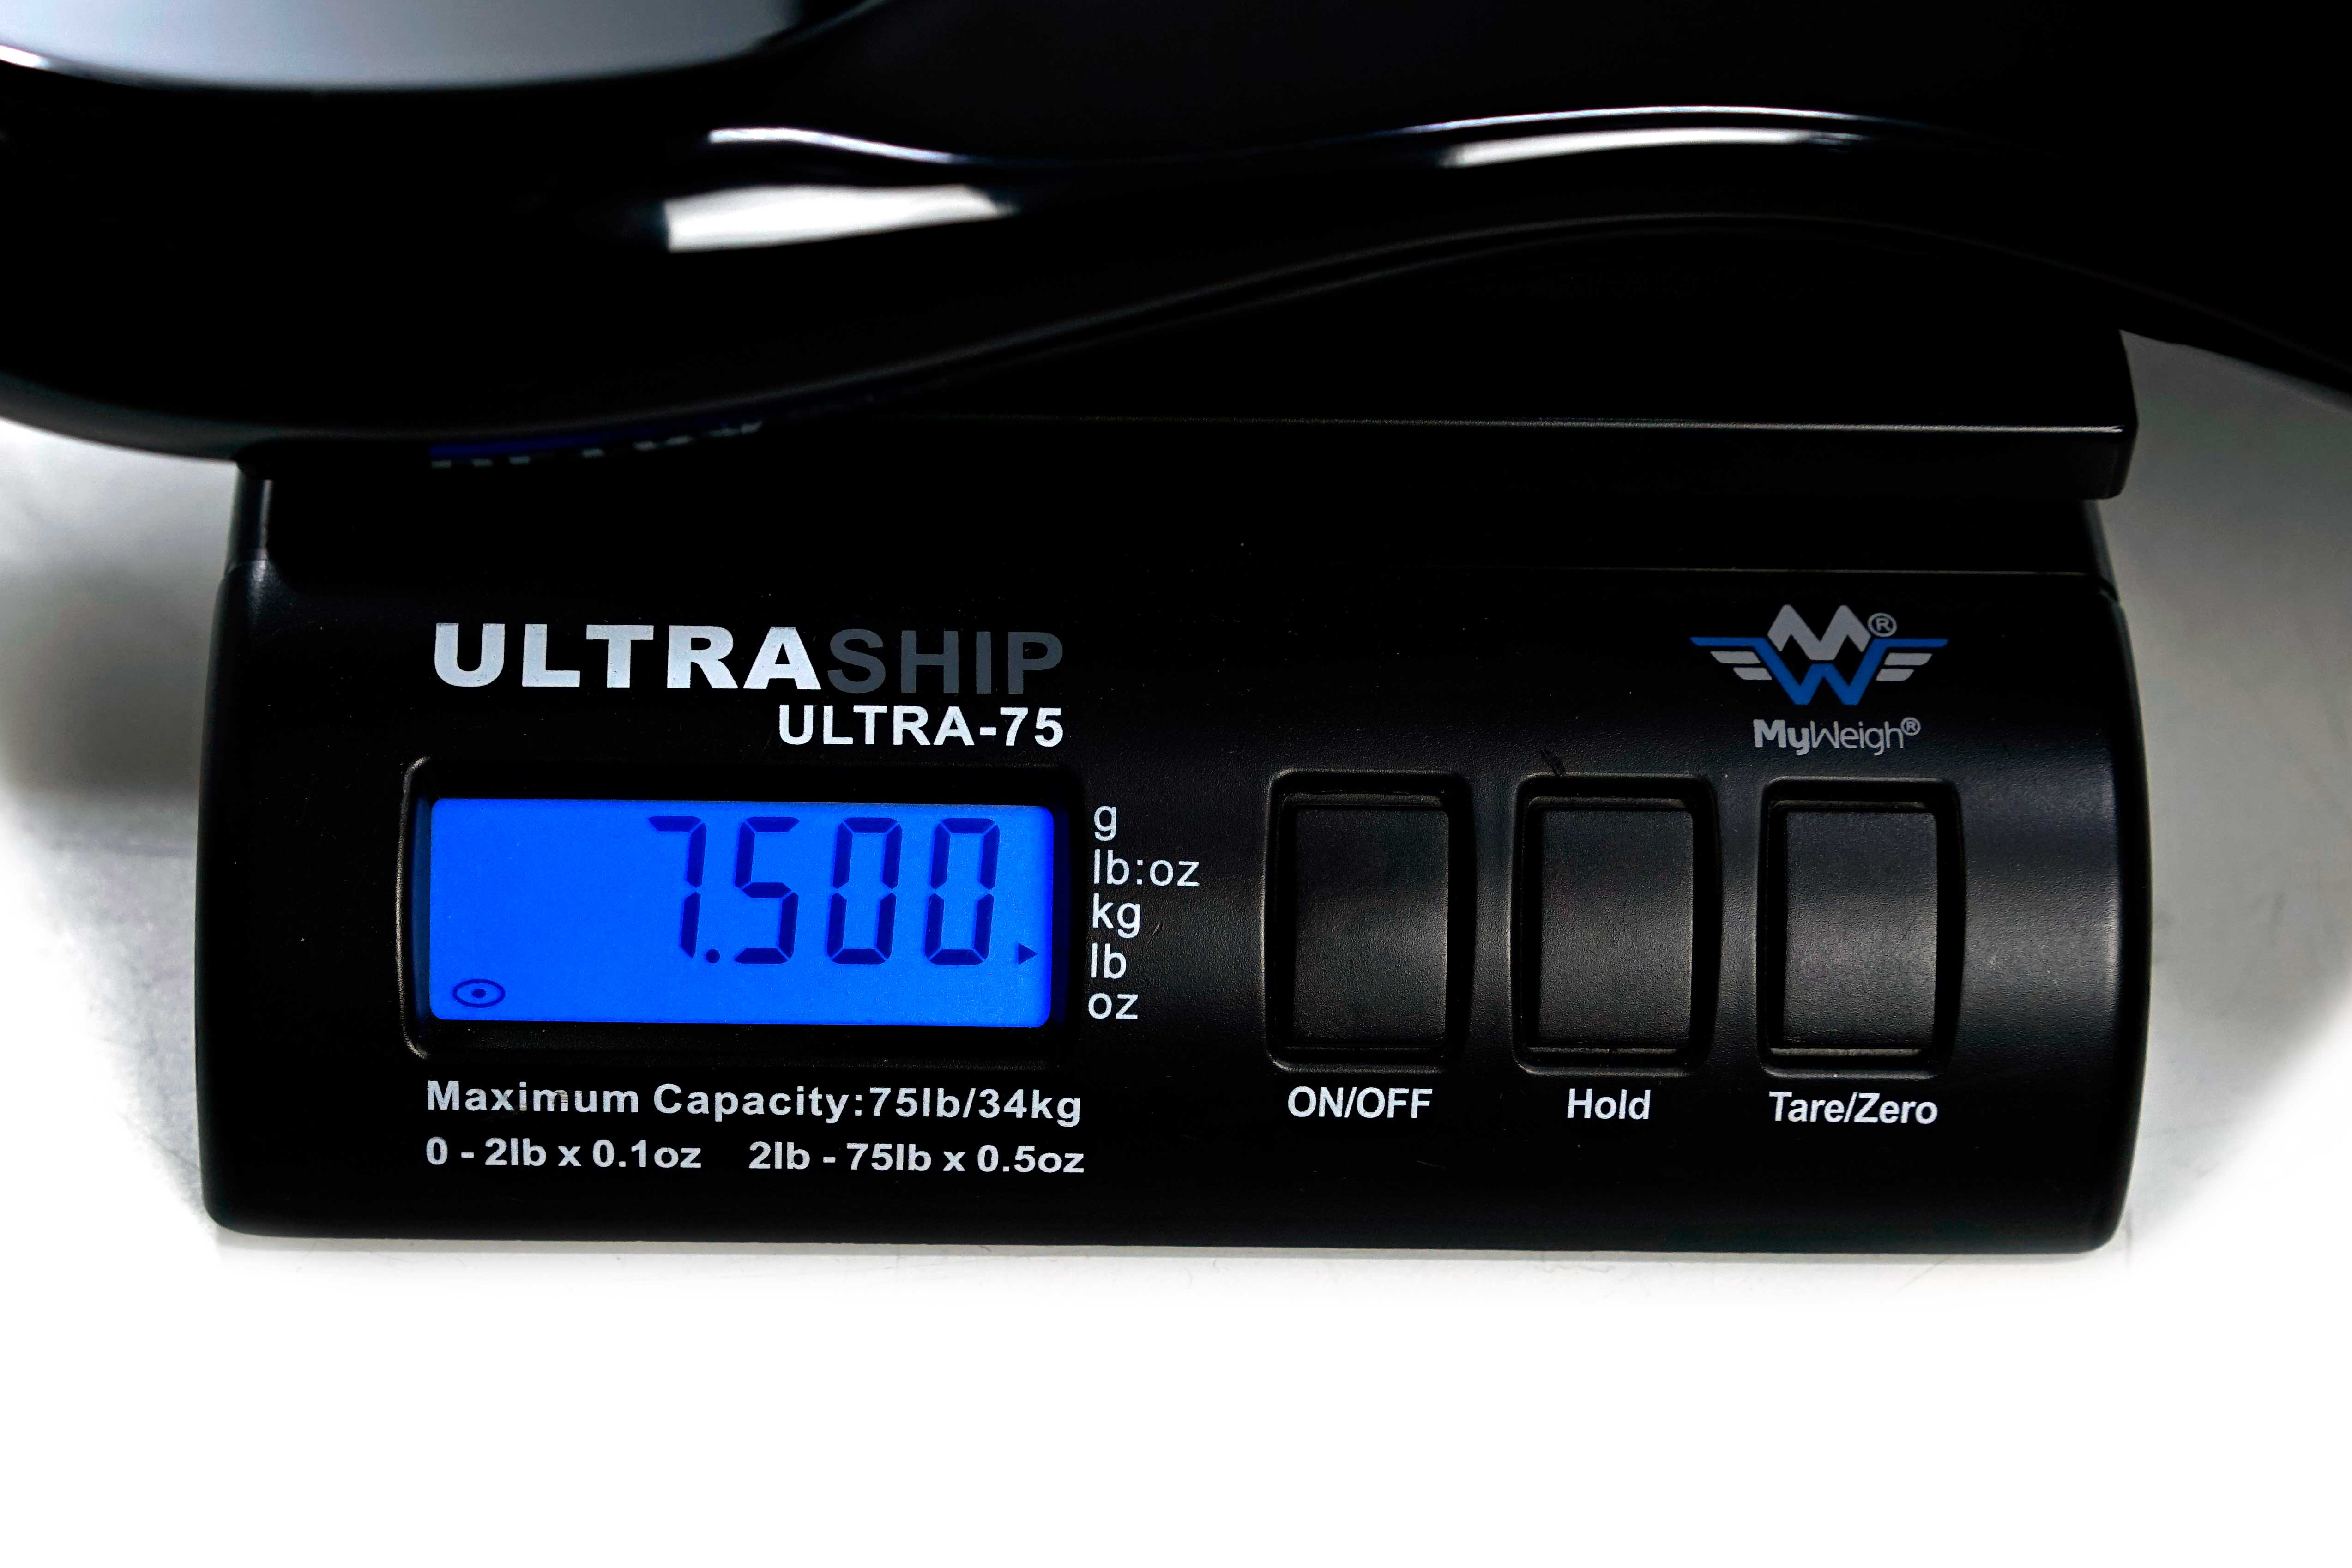 ULTRASHIP
ULTRA-75
®
MyWeigh®
7.500
g
lb:oz
kg
lb
oz
Maximum Capacity:75lb/34kg
0 - 2lb x 0.1oz 2lb - 75lb x 0.5oz
ON/OFF
Hold
Tare/Zero